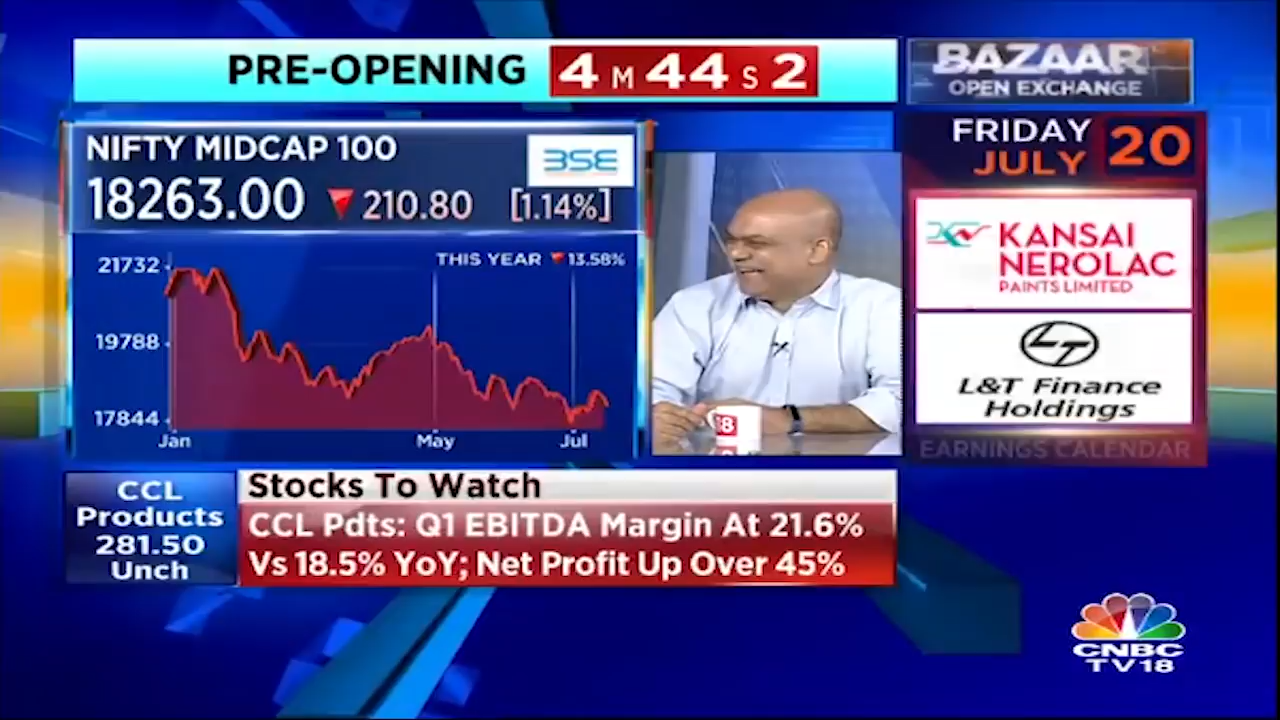 PRE-OPENING 4 M 44 S 2
BAZAAR
OPEN EXCHANGE
NIFTY MIDCAP 100
BSE
18263.00 ▼ 210.80 [1.14%]
THIS YEAR ▼ 13.58%
21732
19788
17844
Jan May Jul
18
FRIDAY
JULY 20
KANSAI
NEROLAC
PAINTS LIMITED
LT
L&T Finance
Holdings
EARNINGS CALENDAR
CCL
Products
281.50
Unch
Stocks To Watch
CCL Pdts: Q1 EBITDA Margin At 21.6%
Vs 18.5% YoY; Net Profit Up Over 45%
CNBC
TV18